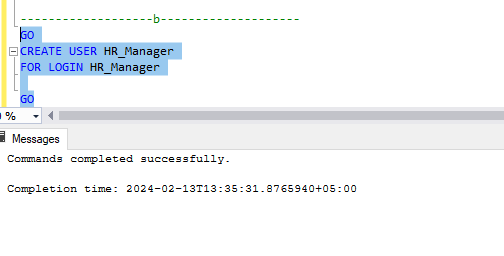 -------------------b--------------------
GO
CREATE USER HR_Manager
FOR LOGIN HR_Manager
GO
%
Messages
Commands completed successfully.
Completion time: 2024-02-13T13:35:31.8765940+05:00